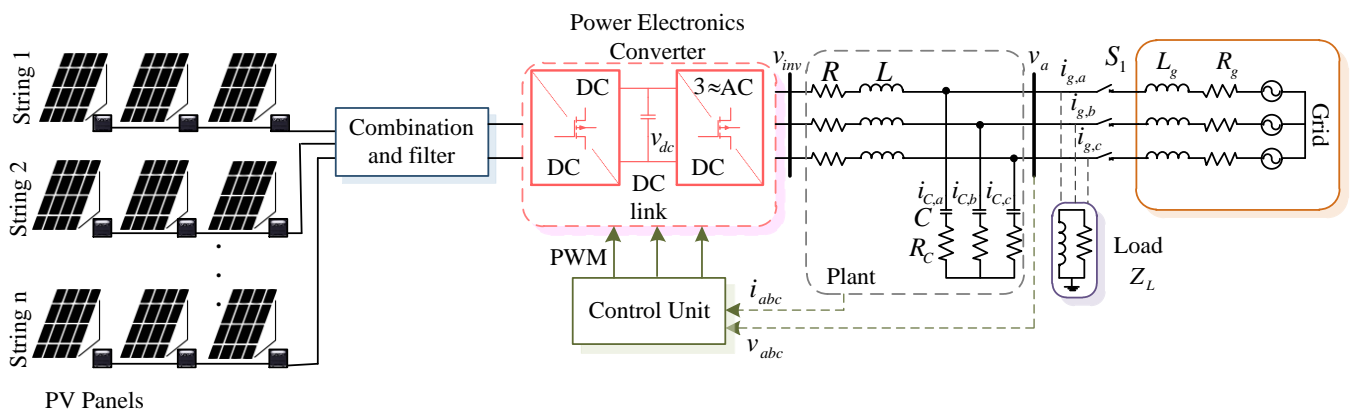 String 1
String 2
String n
PV Panels
Combination
and filter
Power Electronics
Converter
DC
DC
v_dc
3≈AC
DC
DC
link
PWM
Control Unit
i_abc
v_abc
v_inv
R
L
i_C,a
i_C,b
i_C,c
C
R_C
Plant
v_a
i_g,a
i_g,b
i_g,c
S_1
Load
Z_L
L_g
R_g
Grid